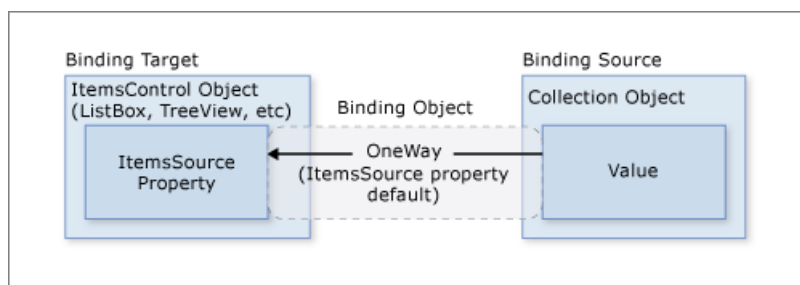 Binding Target
ItemsControl Object
(ListBox, TreeView, etc)
ItemsSource
Property
Binding Object
OneWay
(ItemsSource property
default)
Binding Source
Collection Object
Value